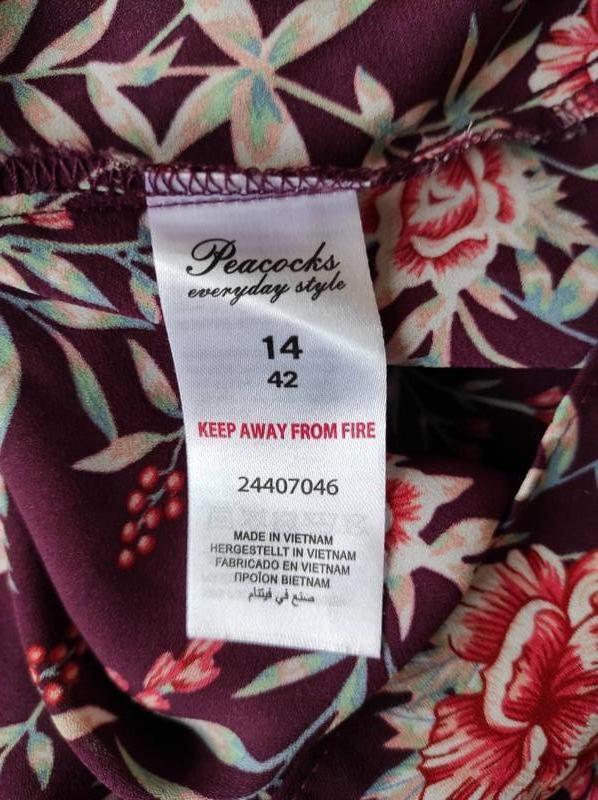 Peacocks
everyday style
14
42
KEEP AWAY FROM FIRE
24407046
MADE IN VIETNAM
HERGESTELLT IN VIETNAM
FABRICADO EN VIETNAM
ΠΡΟΪΟΝ ΒΙΕΤΝΑΜ
صنع في فيتنام